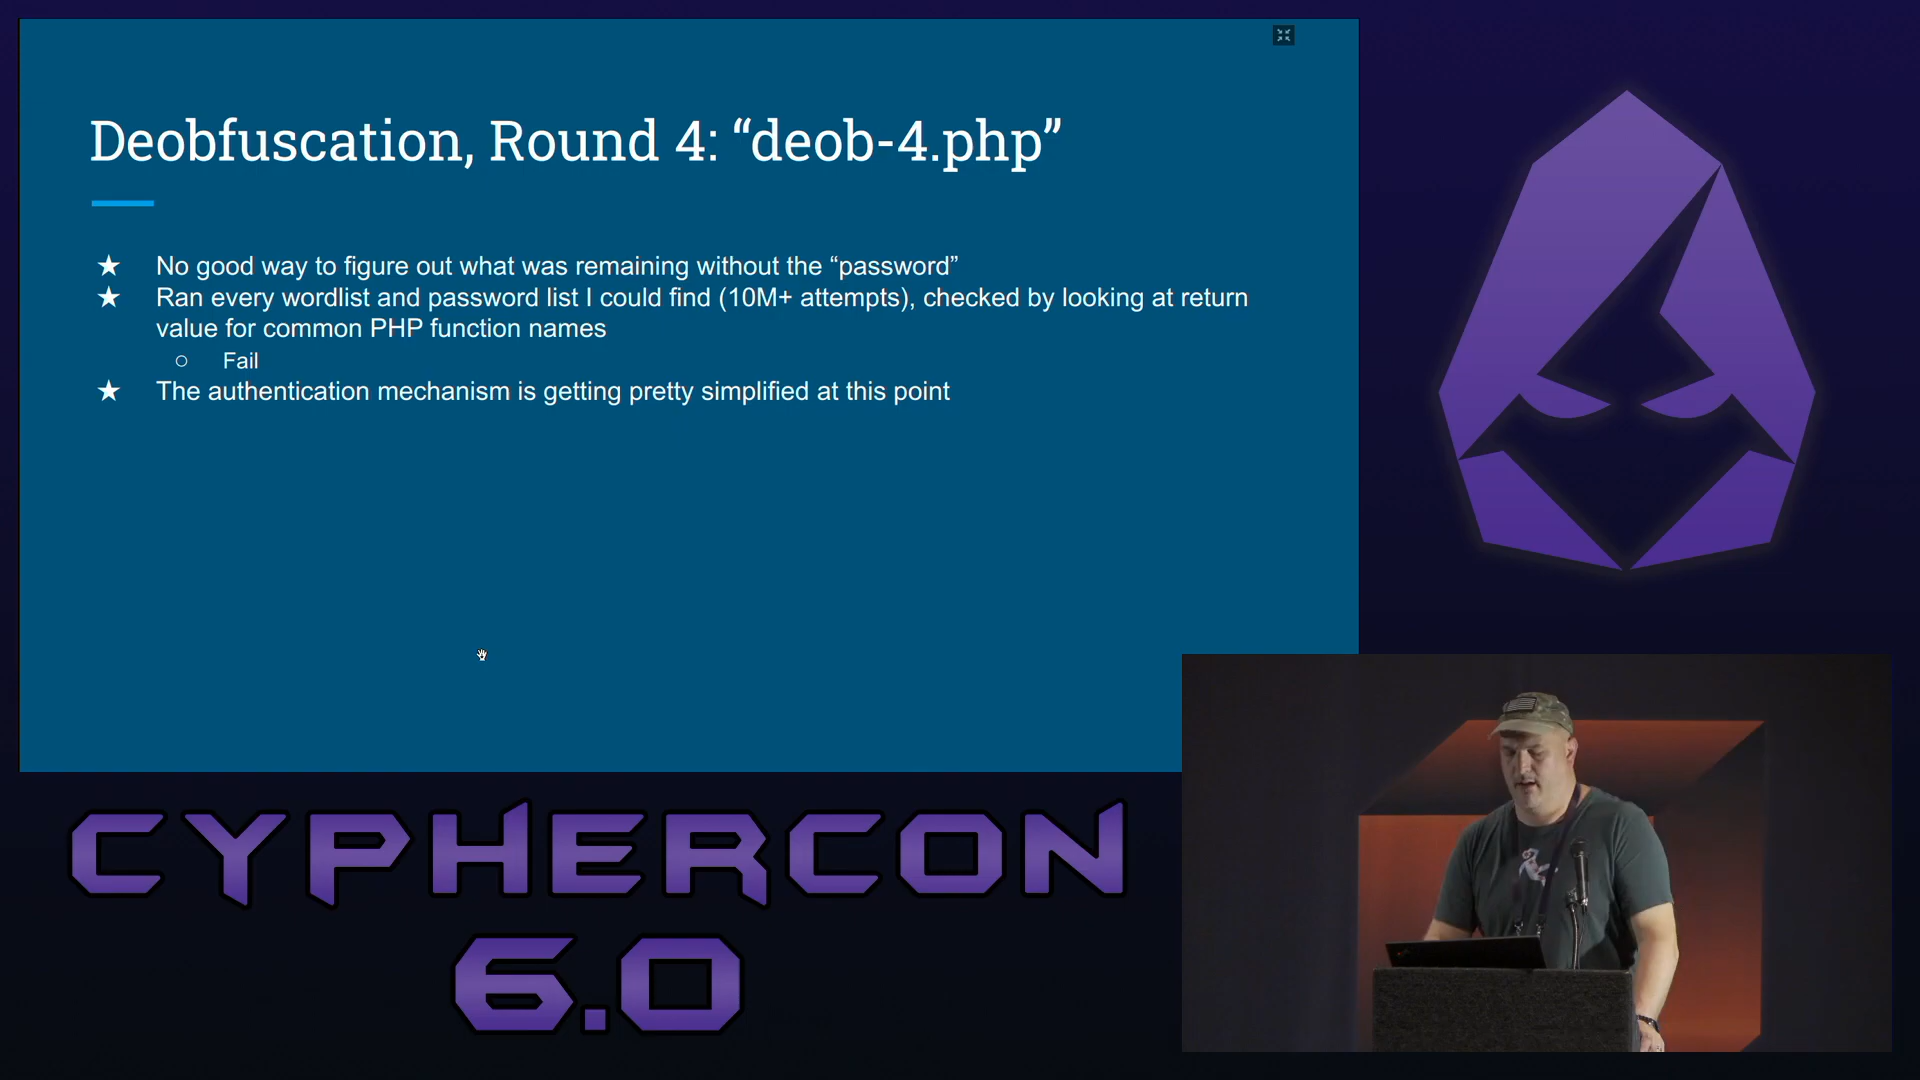 Deobfuscation, Round 4: “deob-4.php”
★ No good way to figure out what was remaining without the “password”
★ Ran every wordlist and password list I could find (10M+ attempts), checked by looking at return
value for common PHP function names
○ Fail
★ The authentication mechanism is getting pretty simplified at this point
CYPHERCON
6.0